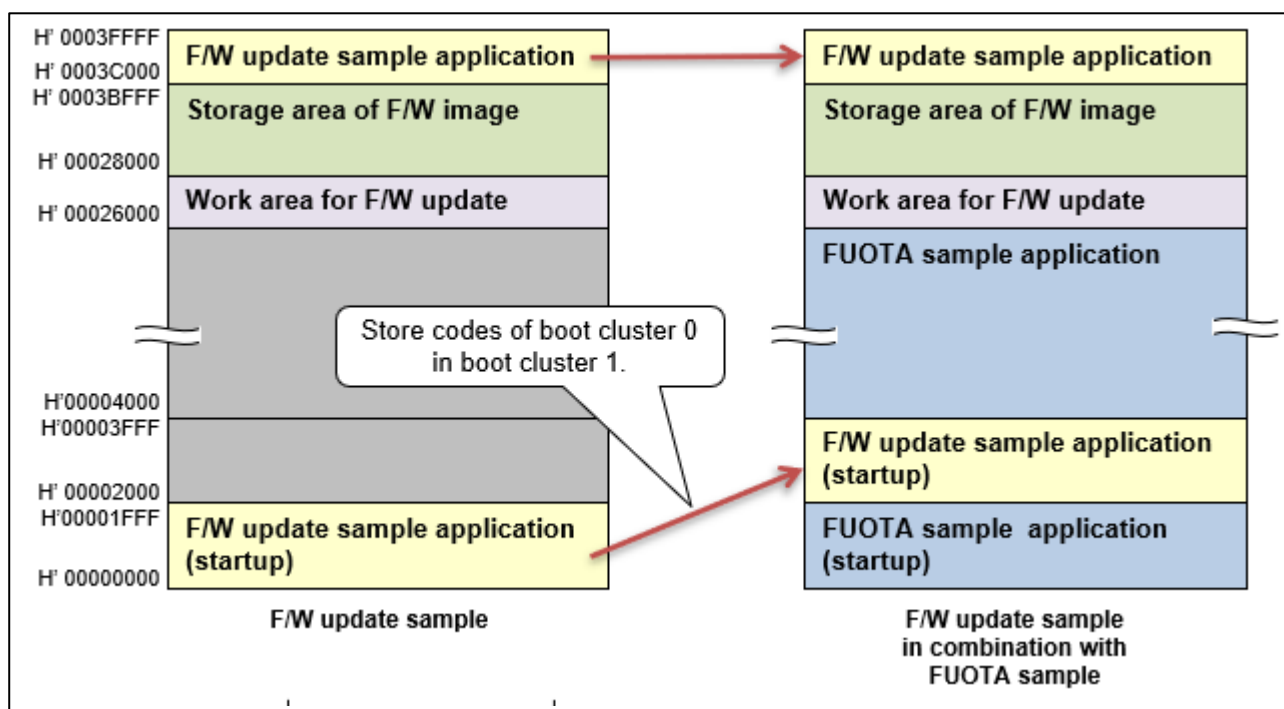 H' 0003FFFF
F/W update sample application
F/W update sample application
H' 0003C000
H' 0003BFFF
Storage area of F/W image
Storage area of F/W image
H' 00028000
Work area for F/W update
Work area for F/W update
H' 00026000
FUOTA sample application
Store codes of boot cluster 0
in boot cluster 1.
H'00004000
H'00003FFF
F/W update sample application
(startup)
H' 00002000
H'00001FFF
F/W update sample application
(startup)
FUOTA sample application
(startup)
H' 00000000
F/W update sample
F/W update sample
in combination with
FUOTA sample